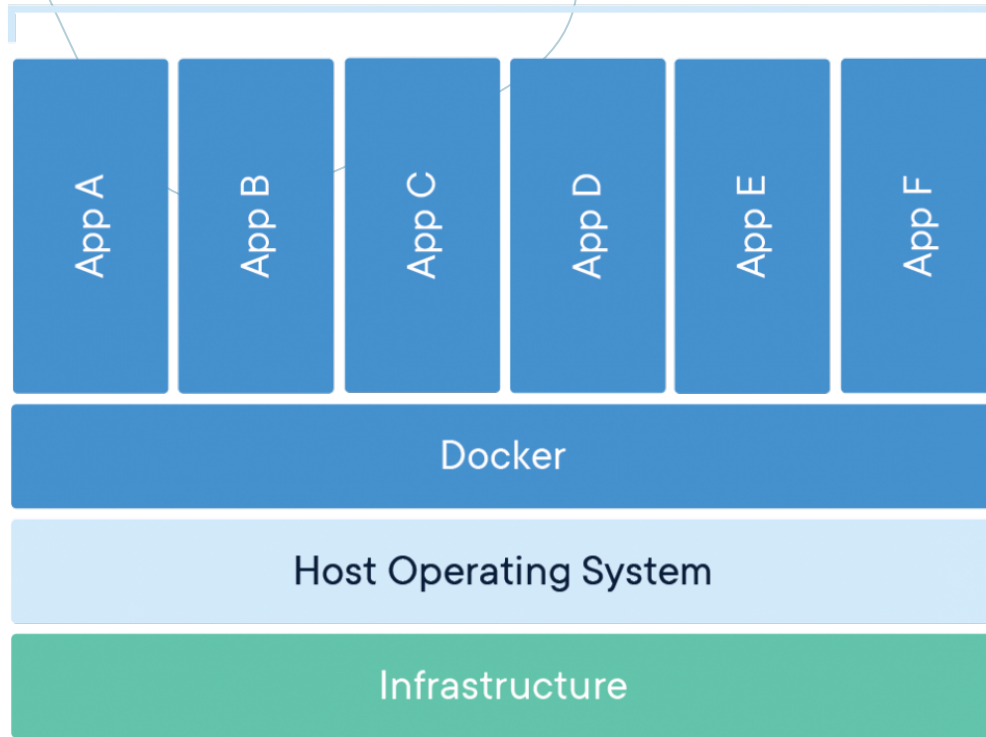 App A
App B
App C
App D
App E
App F
Docker
Host Operating System
Infrastructure